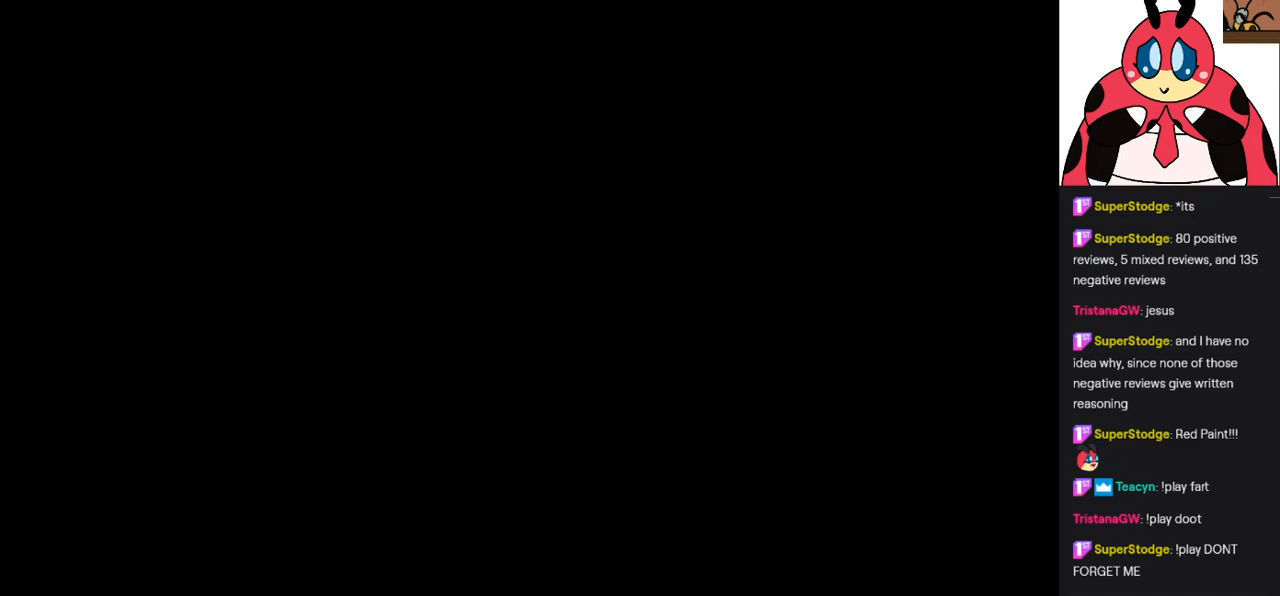 SuperStodge: *its
SuperStodge: 80 positive
reviews, 5 mixed reviews, and 135
negative reviews
TristanaGW: jesus
SuperStodge: and I have no
idea why, since none of those
negative reviews give written
reasoning
SuperStodge: Red Paint!!!
Teacyn: !play fart
TristanaGW: !play doot
SuperStodge: !play DONT
FORGET ME